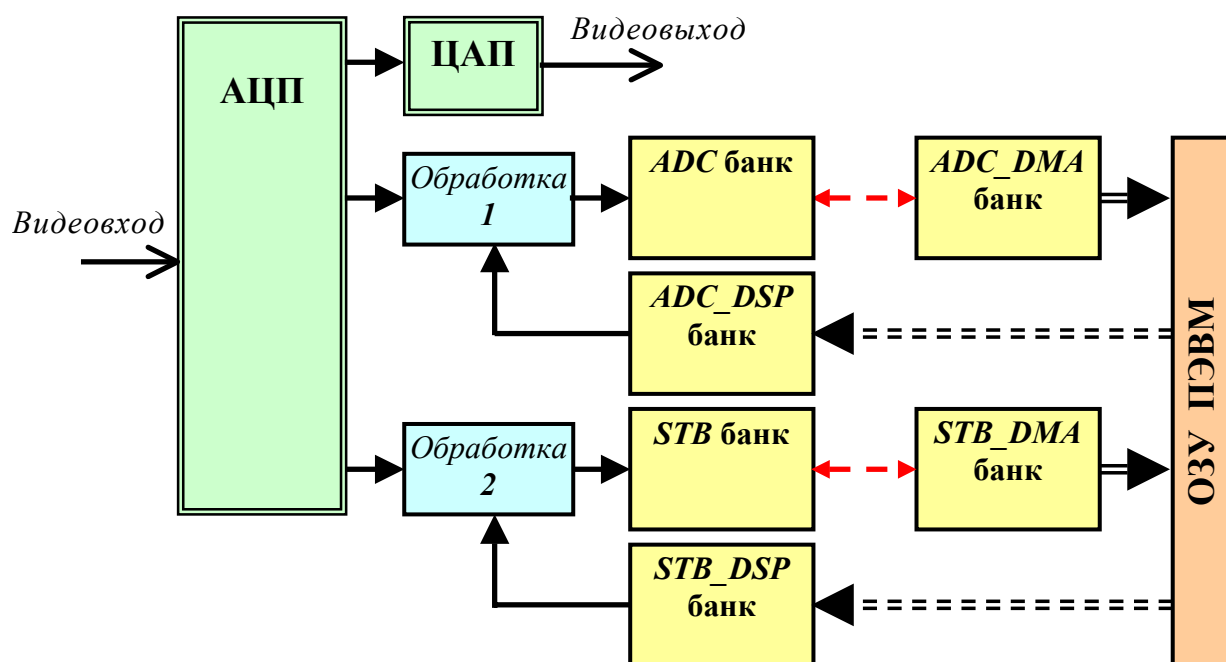 Видеовыход
ЦАП
АЦП
Видеовход
Обработка
1
ADC банк
ADC_DMA
банк
ADC_DSP
банк
Обработка
2
STB банк
STB_DMA
банк
STB_DSP
банк
ОЗУ ПЭВМ